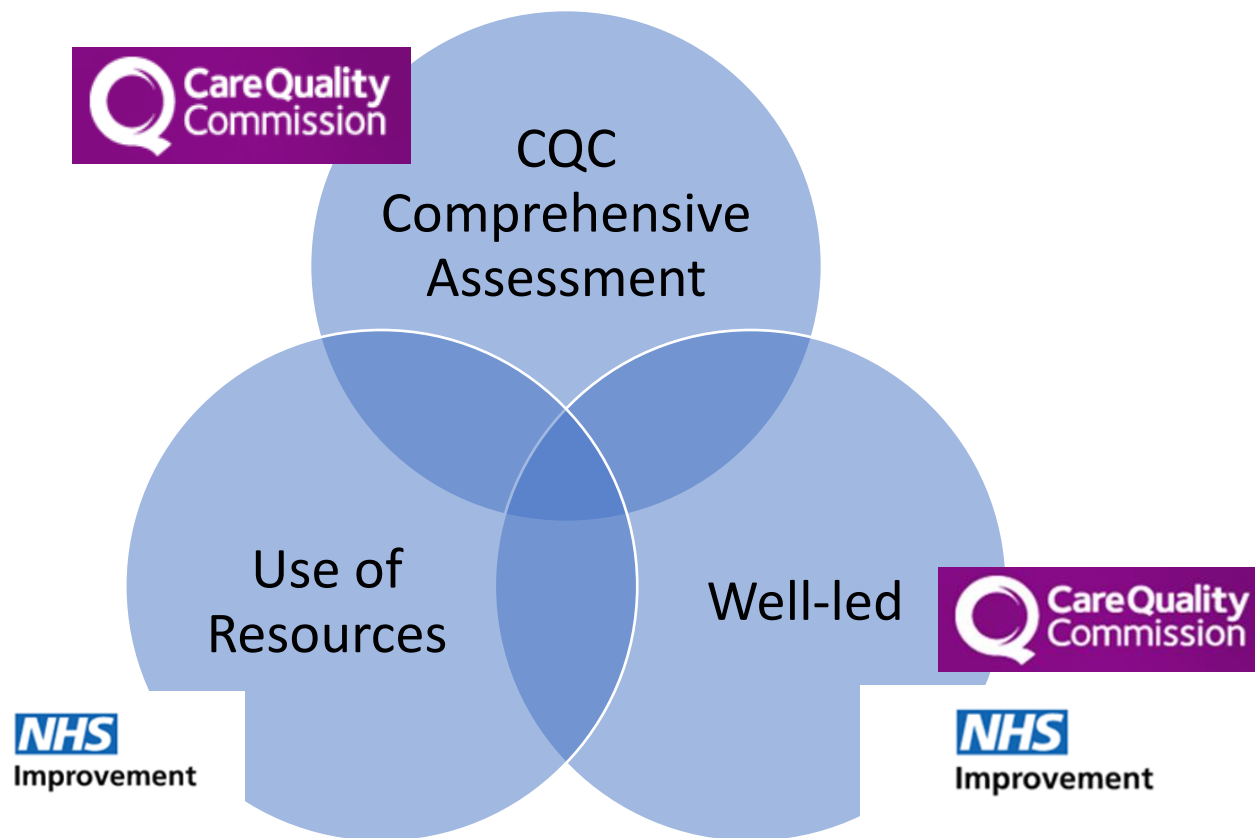 CareQuality
Commission
CQC
Comprehensive
Assessment
Use of
Resources
Well-led
CareQuality
Commission
NHS
Improvement
NHS
Improvement